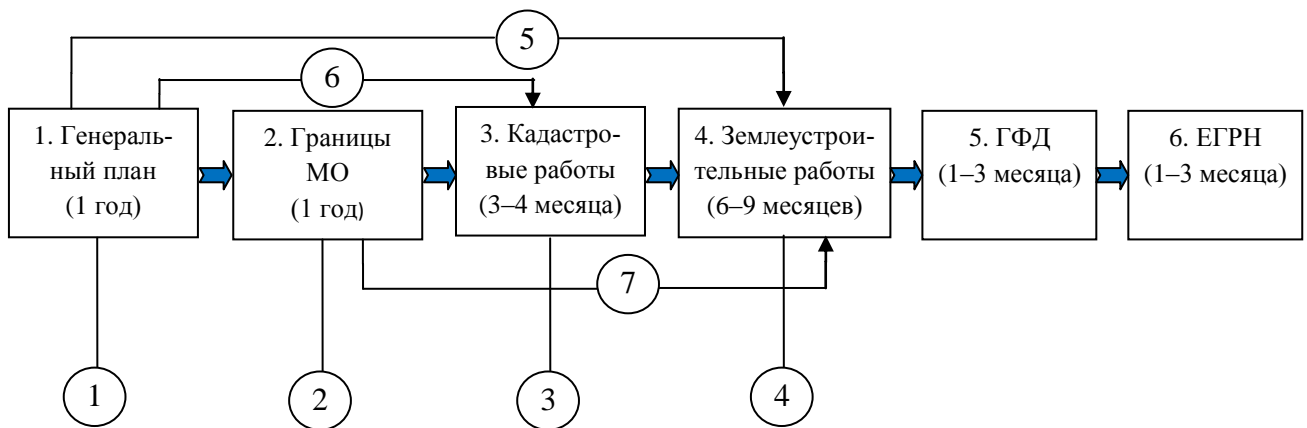 5
6
1. Генераль-
ный план
(1 год)
2. Границы
МО
(1 год)
3. Кадастро-
вые работы
(3–4 месяца)
4. Землеустрои-
тельные работы
(6–9 месяцев)
5. ГФД
(1–3 месяца)
6. ЕГРН
(1–3 месяца)
7
1
2
3
4